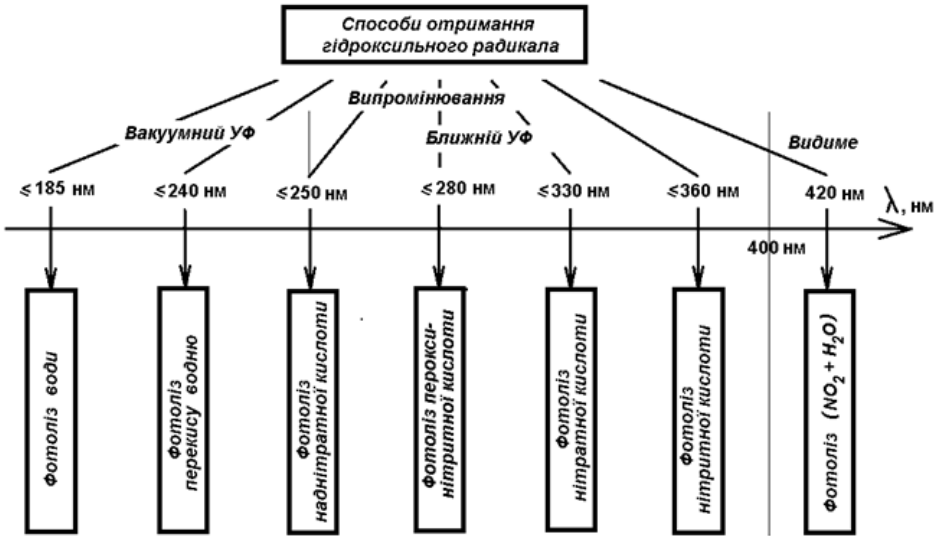 Способи отримання
гідроксильного радикала
Випромінювання
Вакуумний УФ
Ближній УФ
Видиме
⩽185 нм
⩽240 нм
⩽250 нм
⩽280 нм
⩽330 нм
⩽360 нм
420 нм
λ, нм
400 нм
Фотоліз води
Фотоліз
перекису водню
Фотоліз
наднітратної кислоти
Фотоліз перокси-
нітритної кислоти
Фотоліз
нітратної кислоти
Фотоліз
нітритної кислоти
Фотоліз (NO₂ + H₂O)